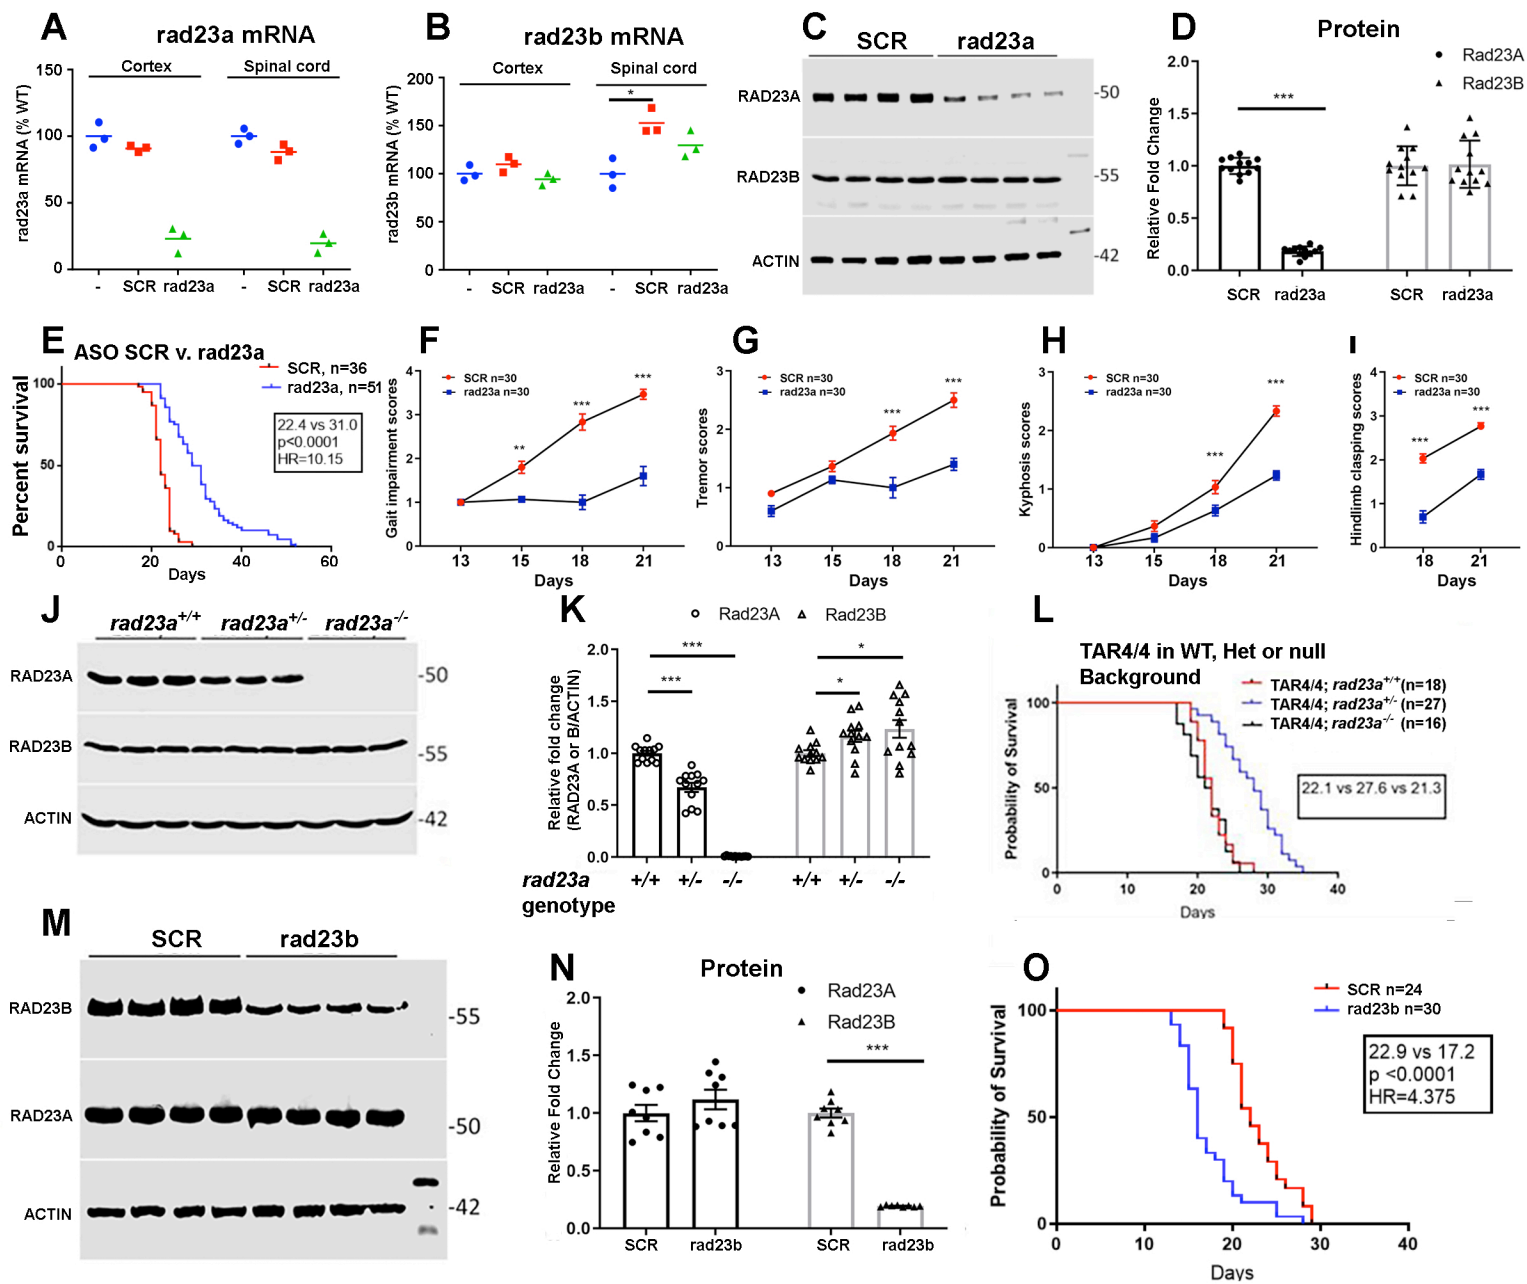 A
rad23a mRNA
Cortex
Spinal cord
rad23a mRNA (% WT)
150
100
50
0
-
SCR
rad23a
-
SCR
rad23a
B
rad23b mRNA
Cortex
Spinal cord
*
rad23b mRNA (% WT)
200
150
100
50
0
-
SCR
rad23a
-
SCR
rad23a
C
SCR
rad23a
RAD23A
-50
RAD23B
-55
ACTIN
-42
D
Protein
Rad23A
Rad23B
Relative Fold Change
2.0
1.5
1.0
0.5
0.0
***
SCR
rad23a
SCR
rad23a
E
ASO SCR v. rad23a
SCR, n=36
rad23a, n=51
22.4 vs 31.0
p<0.0001
HR=10.15
Percent survival
100
50
0
0
20
40
60
Days
F
SCR n=30
rad23a n=30
Gait impairment scores
4
3
2
1
0
**
***
***
13
15
18
21
Days
G
SCR n=30
rad23a n=30
Tremor scores
3
2
1
0
***
***
13
15
18
21
Days
H
SCR n=30
rad23a n=30
Kyphosis scores
3
2
1
0
***
***
13
15
18
21
Days
I
SCR n=30
rad23a n=30
Hindlimb clasping scores
4
3
2
1
0
***
***
18
21
Days
J
rad23a+/+
rad23a+/-
rad23a-/-
RAD23A
-50
RAD23B
-55
ACTIN
-42
K
Rad23A
Rad23B
Relative fold change
(RAD23A or B/ACTIN)
2.0
1.5
1.0
0.5
0.0
***
***
*
*
rad23a
genotype
+/+
+/-
-/-
+/+
+/-
-/-
L
TAR4/4 in WT, Het or null
Background
TAR4/4; rad23a+/+(n=18)
TAR4/4; rad23a+/- (n=27)
TAR4/4; rad23a-/- (n=16)
22.1 vs 27.6 vs 21.3
Probability of Survival
100
50
0
0
10
20
30
40
Days
M
SCR
rad23b
RAD23B
-55
RAD23A
-50
ACTIN
-42
N
Protein
Rad23A
Rad23B
Relative Fold Change
2.0
1.5
1.0
0.5
0.0
***
SCR
rad23b
SCR
rad23b
O
SCR n=24
rad23b n=30
22.9 vs 17.2
p <0.0001
HR=4.375
Probability of Survival
100
50
0
0
20
20
30
40
Days